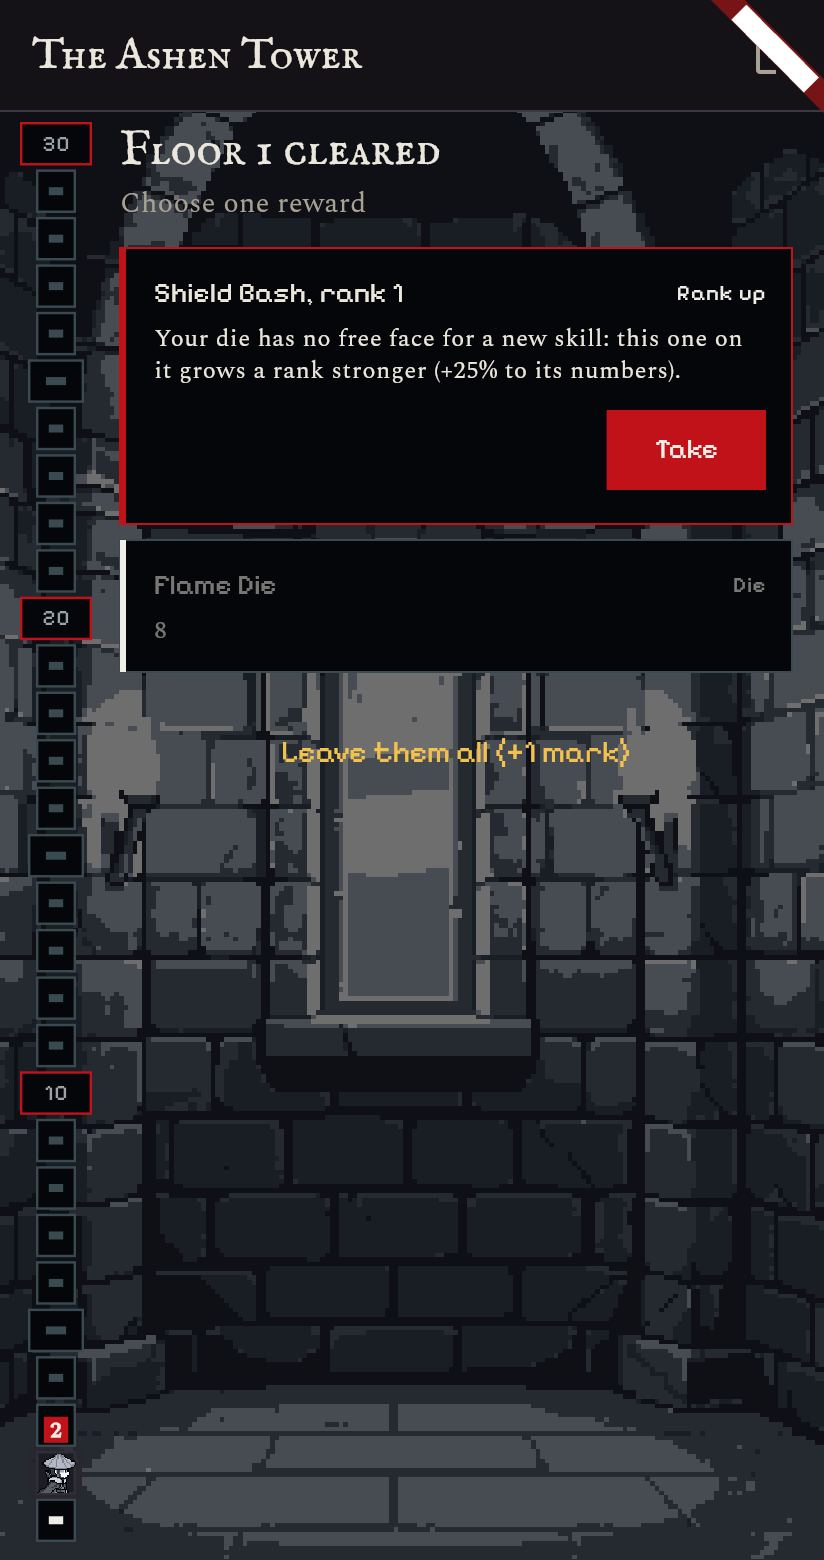 The Ashen Tower
Floor 1 cleared
Choose one reward
Shield Bash, rank 1
Rank up
Your die has no free face for a new skill: this one on
it grows a rank stronger (+25% to its numbers).
Take
Flame Die
Die
8
Leave them all (+1 mark)
30
20
10
2